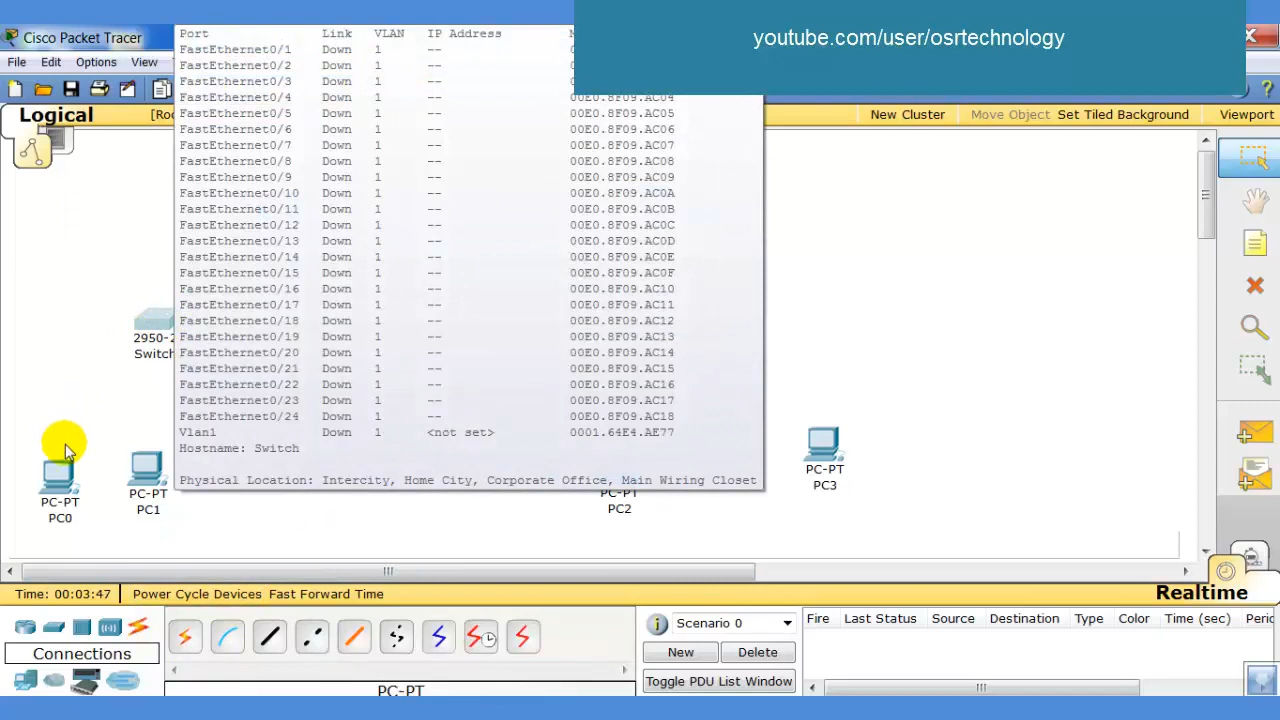 Cisco Packet Tracer
youtube.com/user/osrtechnology
File Edit Options View
Logical [Roo New Cluster Move Object Set Tiled Background Viewport
Port Link VLAN IP Address M
FastEthernet0/1 Down 1 -- 0
FastEthernet0/2 Down 1 -- 0
FastEthernet0/3 Down 1 -- 0
FastEthernet0/4 Down 1 -- 00E0.8F09.AC04
FastEthernet0/5 Down 1 -- 00E0.8F09.AC05
FastEthernet0/6 Down 1 -- 00E0.8F09.AC06
FastEthernet0/7 Down 1 -- 00E0.8F09.AC07
FastEthernet0/8 Down 1 -- 00E0.8F09.AC08
FastEthernet0/9 Down 1 -- 00E0.8F09.AC09
FastEthernet0/10 Down 1 -- 00E0.8F09.AC0A
FastEthernet0/11 Down 1 -- 00E0.8F09.AC0B
FastEthernet0/12 Down 1 -- 00E0.8F09.AC0C
FastEthernet0/13 Down 1 -- 00E0.8F09.AC0D
FastEthernet0/14 Down 1 -- 00E0.8F09.AC0E
FastEthernet0/15 Down 1 -- 00E0.8F09.AC0F
FastEthernet0/16 Down 1 -- 00E0.8F09.AC10
FastEthernet0/17 Down 1 -- 00E0.8F09.AC11
FastEthernet0/18 Down 1 -- 00E0.8F09.AC12
FastEthernet0/19 Down 1 -- 00E0.8F09.AC13
FastEthernet0/20 Down 1 -- 00E0.8F09.AC14
FastEthernet0/21 Down 1 -- 00E0.8F09.AC15
FastEthernet0/22 Down 1 -- 00E0.8F09.AC16
FastEthernet0/23 Down 1 -- 00E0.8F09.AC17
FastEthernet0/24 Down 1 -- 00E0.8F09.AC18
Vlan1 Down 1 <not set> 0001.64E4.AE77
Hostname: Switch
Physical Location: Intercity, Home City, Corporate Office, Main Wiring Closet
2950-2
Switch
PC-PT
PC0
PC-PT
PC1
PC-PT
PC2
PC-PT
PC3
Time: 00:03:47 Power Cycle Devices Fast Forward Time
Realtime
Connections
PC-PT
Scenario 0
New Delete
Toggle PDU List Window
Fire Last Status Source Destination Type Color Time (sec) Perio